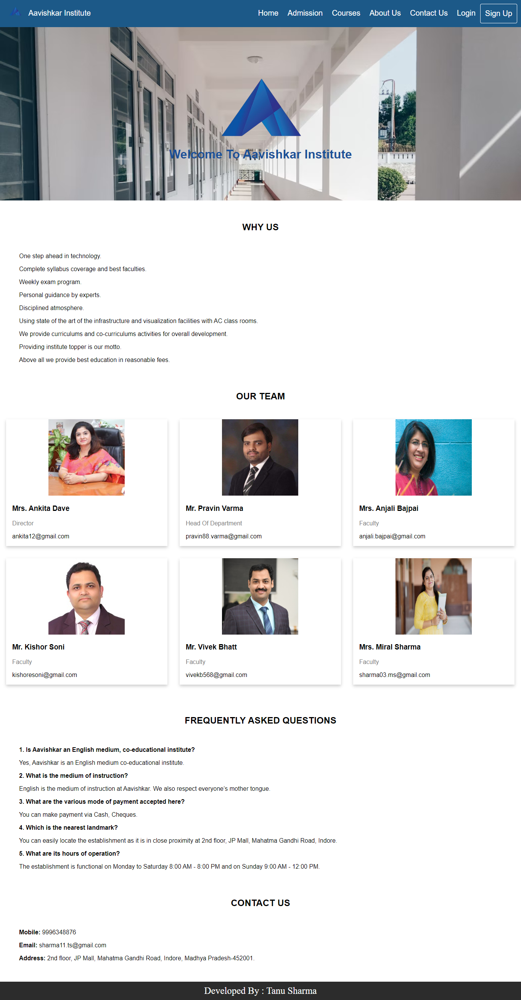 Aavishkar Institute
Home Admission Courses About Us Contact Us Login Sign Up
Welcome To Aavishkar Institute
WHY US
One step ahead in technology.
Complete syllabus coverage and best faculties.
Weekly exam program.
Personal guidance by experts.
Disciplined atmosphere.
Using state of the art of the infrastructure and visualization facilities with AC class rooms.
We provide curriculums and co-curriculums activities for overall development.
Providing institute topper is our motto.
Above all we provide best education in reasonable fees.
OUR TEAM
Mrs. Ankita Dave
Director
ankita12@gmail.com
Mr. Pravin Varma
Head Of Department
pravin88.varma@gmail.com
Mrs. Anjali Bajpai
Faculty
anjali.bajpai@gmail.com
Mr. Kishor Soni
Faculty
kishoresoni@gmail.com
Mr. Vivek Bhatt
Faculty
vivekb568@gmail.com
Mrs. Miral Sharma
Faculty
sharma03.ms@gmail.com
FREQUENTLY ASKED QUESTIONS
1. Is Aavishkar an English medium, co-educational institute?
Yes, Aavishkar is an English medium co-educational institute.
2. What is the medium of instruction?
English is the medium of instruction at Aavishkar. We also respect everyone’s mother tongue.
3. What are the various mode of payment accepted here?
You can make payment via Cash, Cheques.
4. Which is the nearest landmark?
You can easily locate the establishment as it is in close proximity at 2nd floor, JP Mall, Mahatma Gandhi Road, Indore.
5. What are its hours of operation?
The establishment is functional on Monday to Saturday 8:00 AM - 8:00 PM and on Sunday 9:00 AM - 12:00 PM.
CONTACT US
Mobile: 9996348876
Email: sharma11.ts@gmail.com
Address: 2nd floor, JP Mall, Mahatma Gandhi Road, Indore, Madhya Pradesh-452001.
Developed By : Tanu Sharma